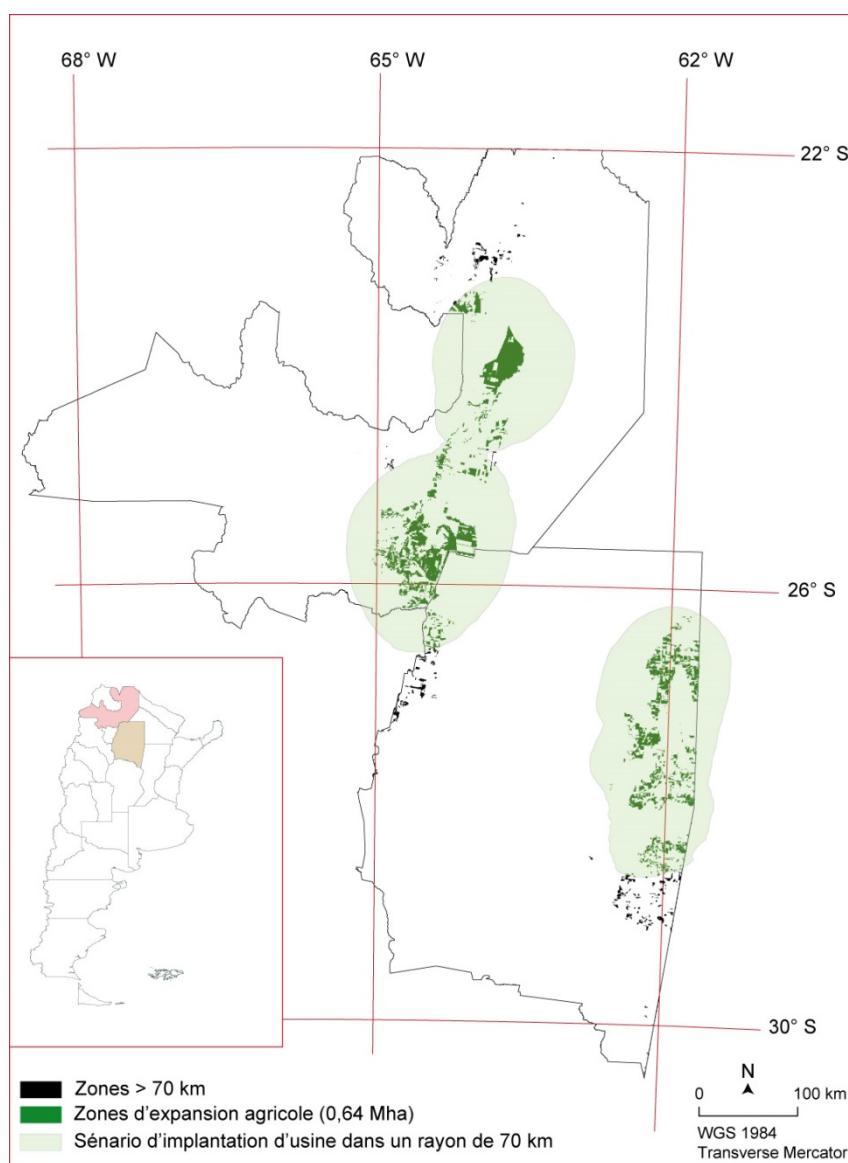 68° W 65° W 62° W
22° S
26° S
30° S
Zones > 70 km
Zones d'expansion agricole (0,64 Mha)
Sénario d'implantation d'usine dans un rayon de 70 km
N
0 100 km
WGS 1984
Transverse Mercator